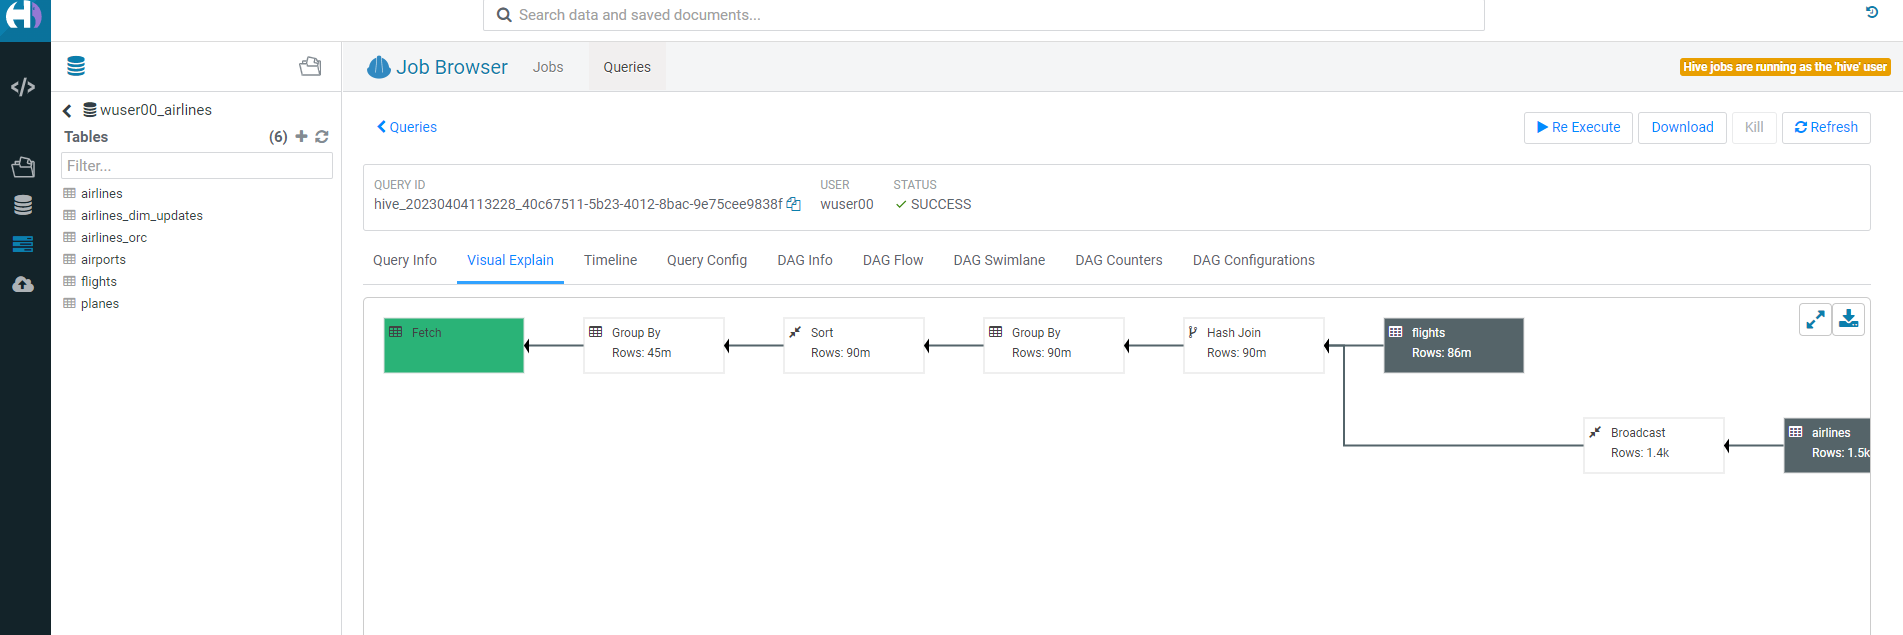 Search data and saved documents...
Job Browser
Jobs
Queries
Hive jobs are running as the 'hive' user
wuser00_airlines
Tables
(6)
Filter...
airlines
airlines_dim_updates
airlines_orc
airports
flights
planes
Queries
Re Execute
Download
Kill
Refresh
QUERY ID
USER
STATUS
hive_20230404113228_40c67511-5b23-4012-8bac-9e75cee9838f
wuser00
SUCCESS
Query Info
Visual Explain
Timeline
Query Config
DAG Info
DAG Flow
DAG Swimlane
DAG Counters
DAG Configurations
Fetch
Group By
Rows: 45m
Sort
Rows: 90m
Group By
Rows: 90m
Hash Join
Rows: 90m
flights
Rows: 86m
Broadcast
Rows: 1.4k
airlines
Rows: 1.5k